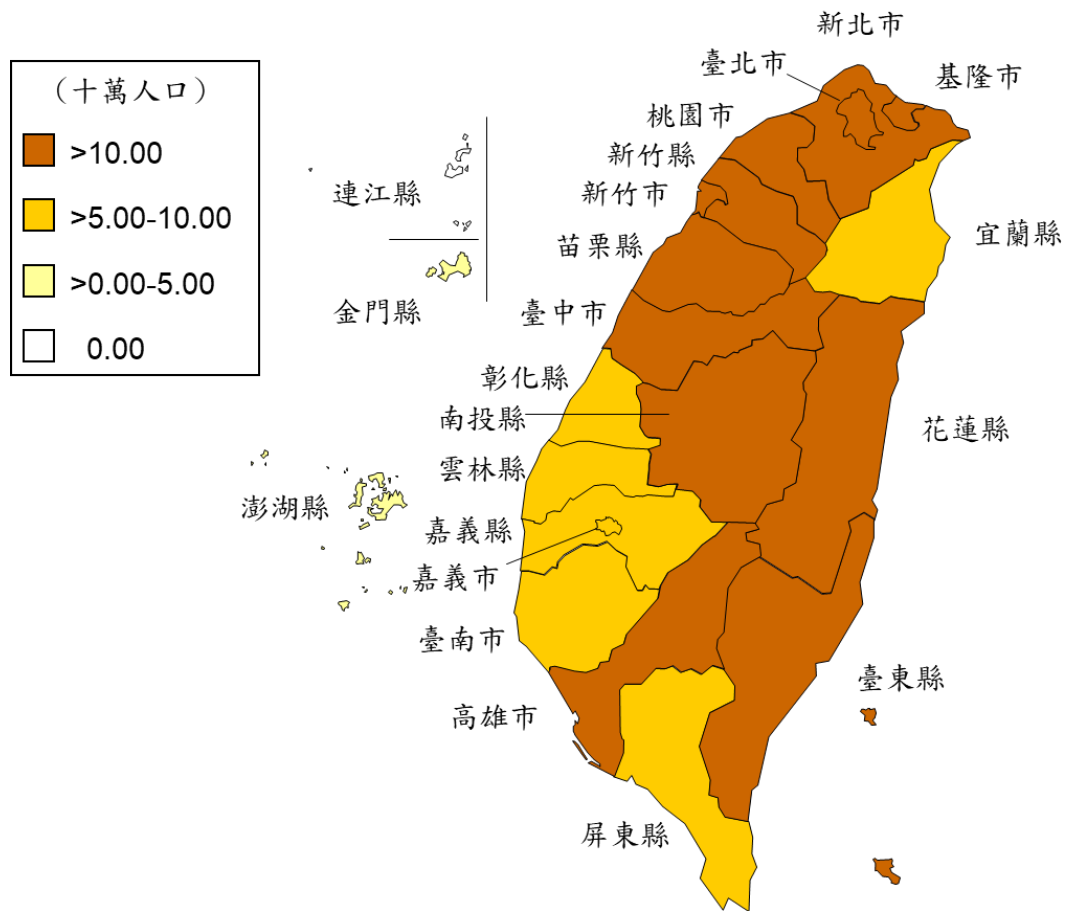 （十萬人口）
>10.00
>5.00-10.00
>0.00-5.00
0.00
新北市
臺北市
基隆市
桃園市
新竹縣
新竹市
連江縣
苗栗縣
宜蘭縣
金門縣
臺中市
彰化縣
南投縣
花蓮縣
雲林縣
澎湖縣
嘉義縣
嘉義市
臺南市
臺東縣
高雄市
屏東縣